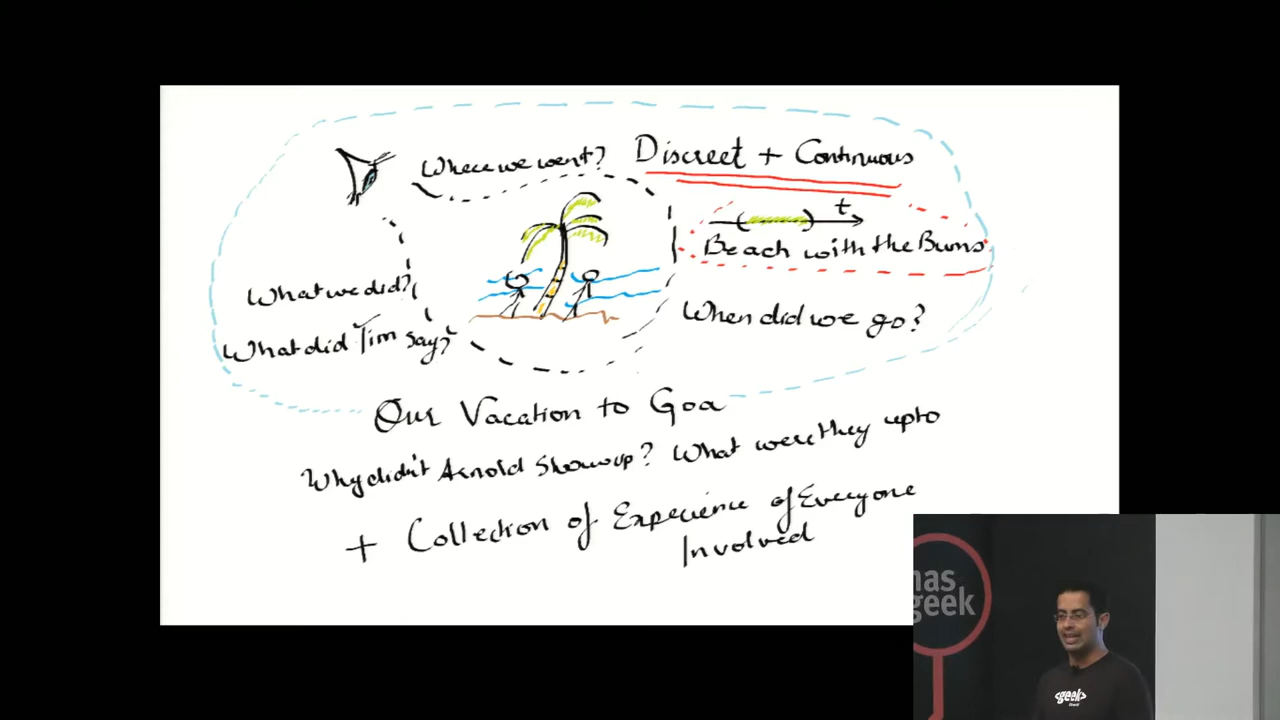 Where we went?
Discreet + Continuous
t
Beach with the Bums
What we did?
What did Tim say?
When did we go?
Our Vacation to Goa
Why didn't Arnold show up? What were they upto
+ Collection of Experience of Everyone
Involved
has
geek
<geek>